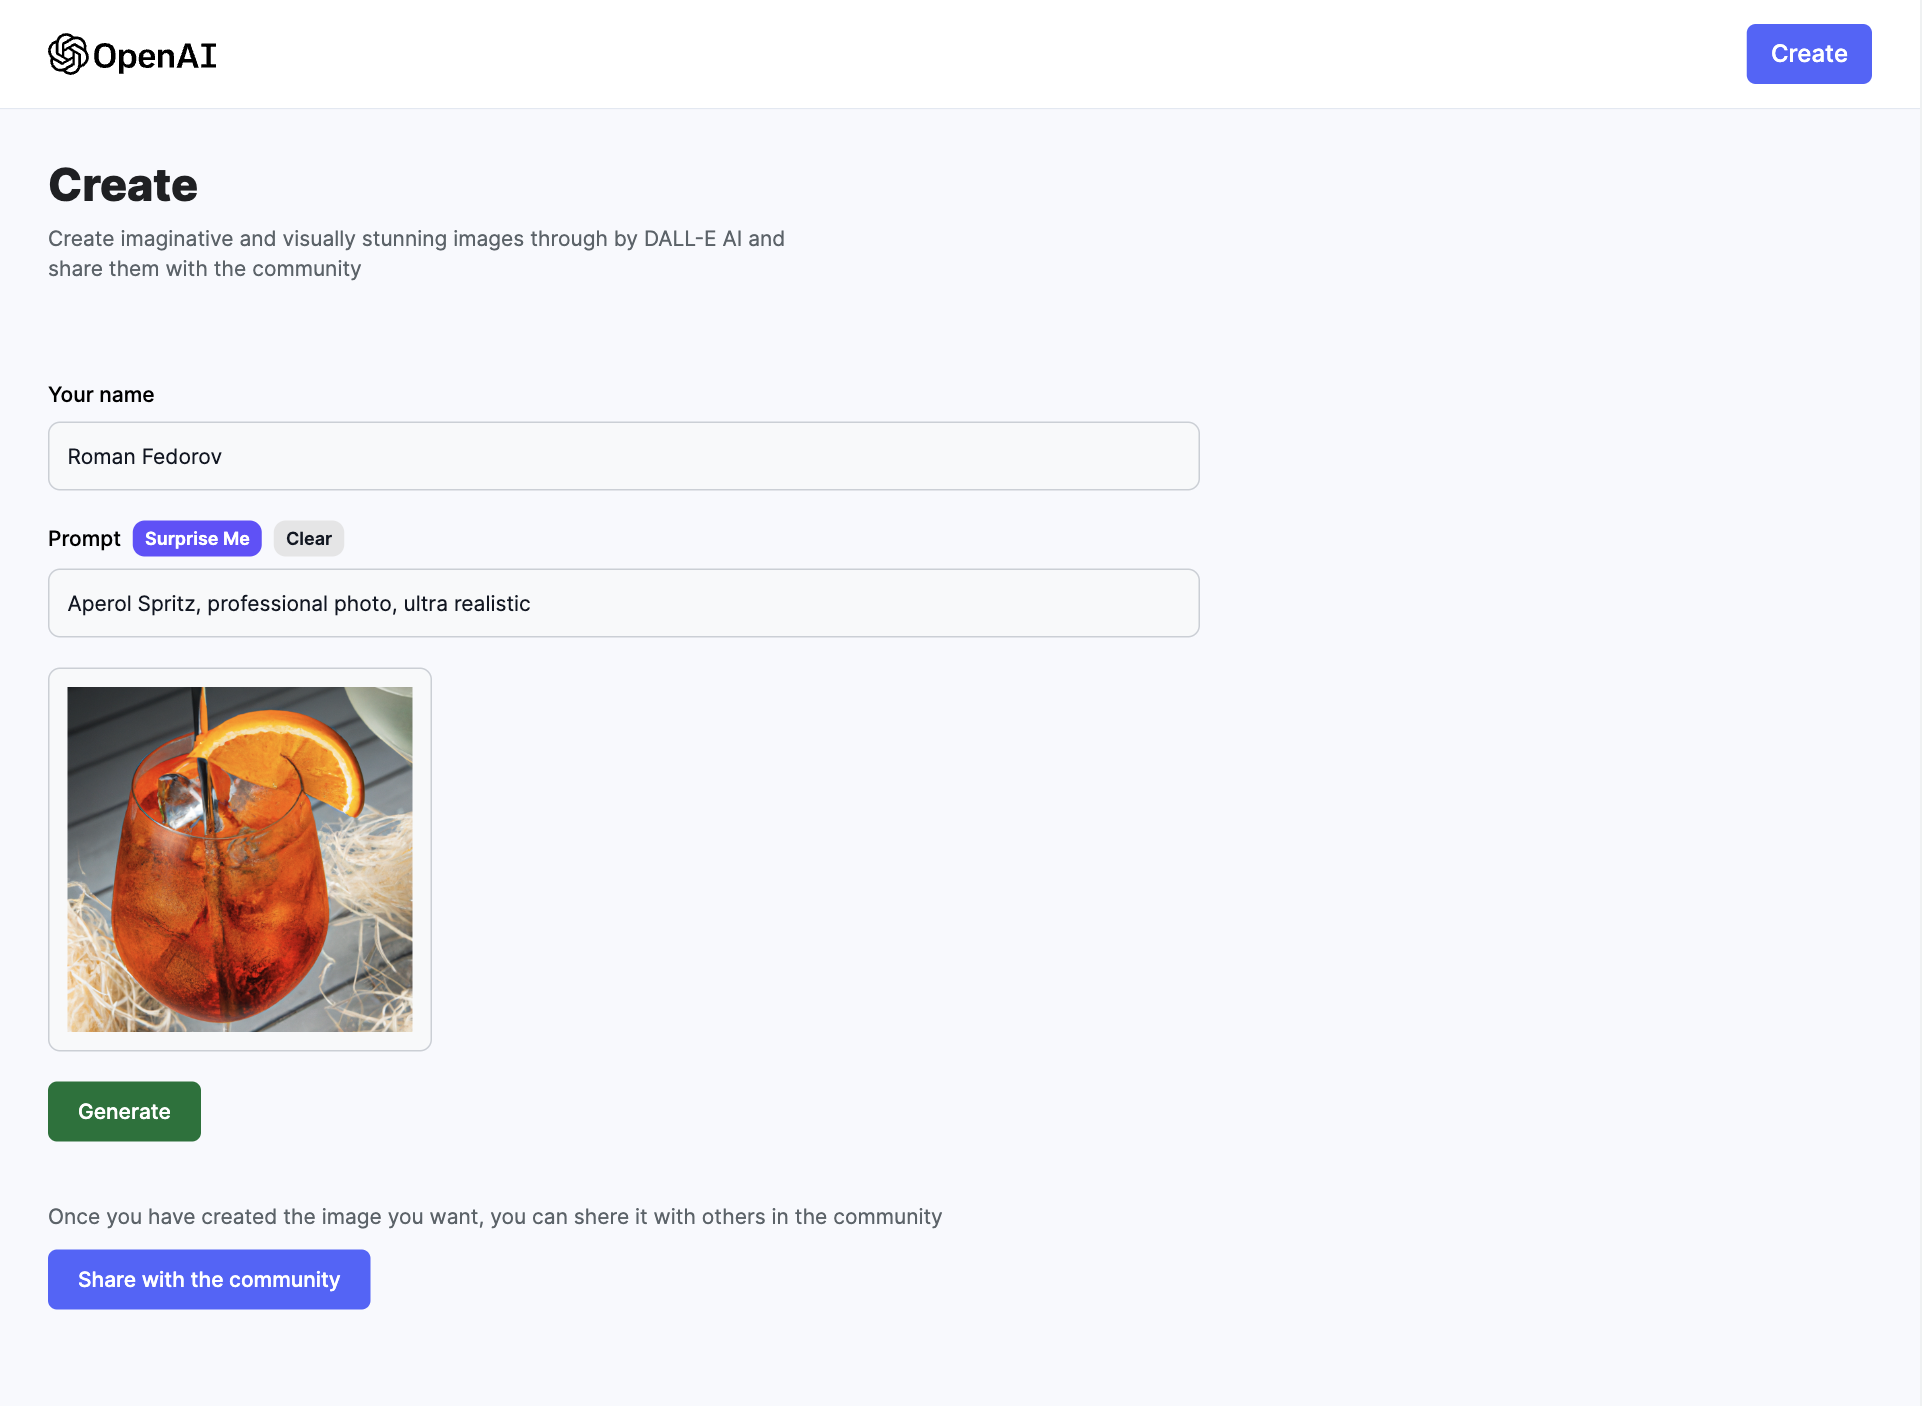 OpenAI
Create
Create
Create imaginative and visually stunning images through by DALL-E AI and
share them with the community
Your name
Roman Fedorov
Prompt Surprise Me Clear
Aperol Spritz, professional photo, ultra realistic
Generate
Once you have created the image you want, you can shere it with others in the community
Share with the community